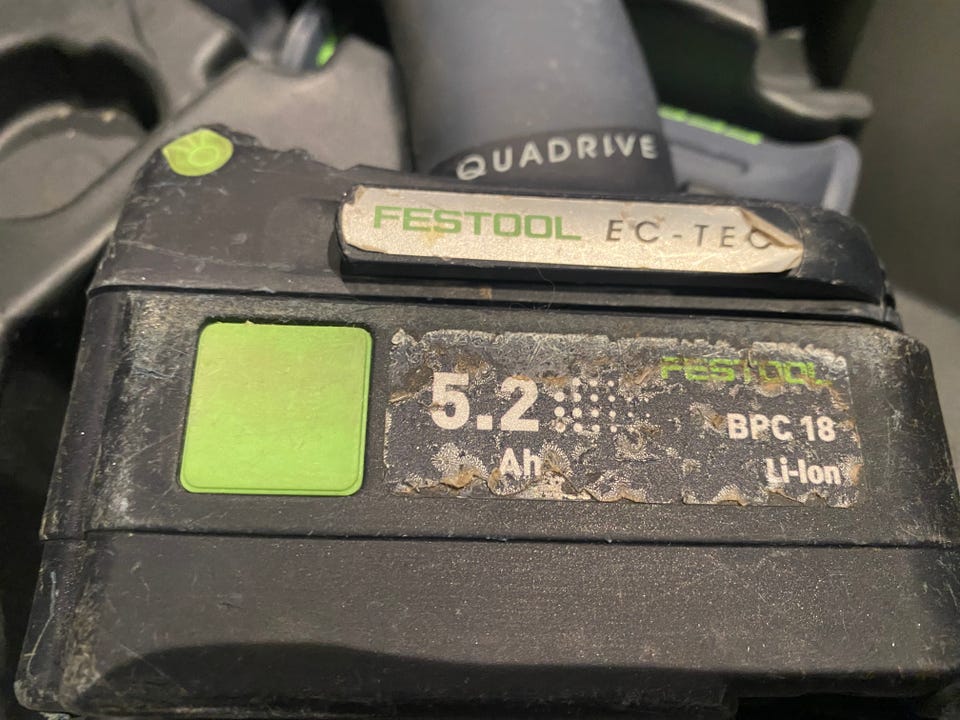 QUADRIVE
FESTOOL EC-TEC
FESTOOL
5.2
BPC 18
Ah
Li-Ion